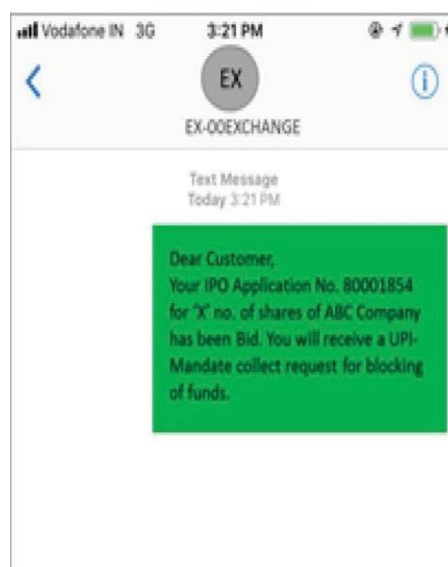 Vodafone IN 3G 3:21 PM
EX
EX-00EXCHANGE
Text Message
Today 3:21 PM
Dear Customer,
Your IPO Application No. 80001854
for 'X' no. of shares of ABC Company
has been Bid. You will receive a UPI-
Mandate collect request for blocking
of funds.